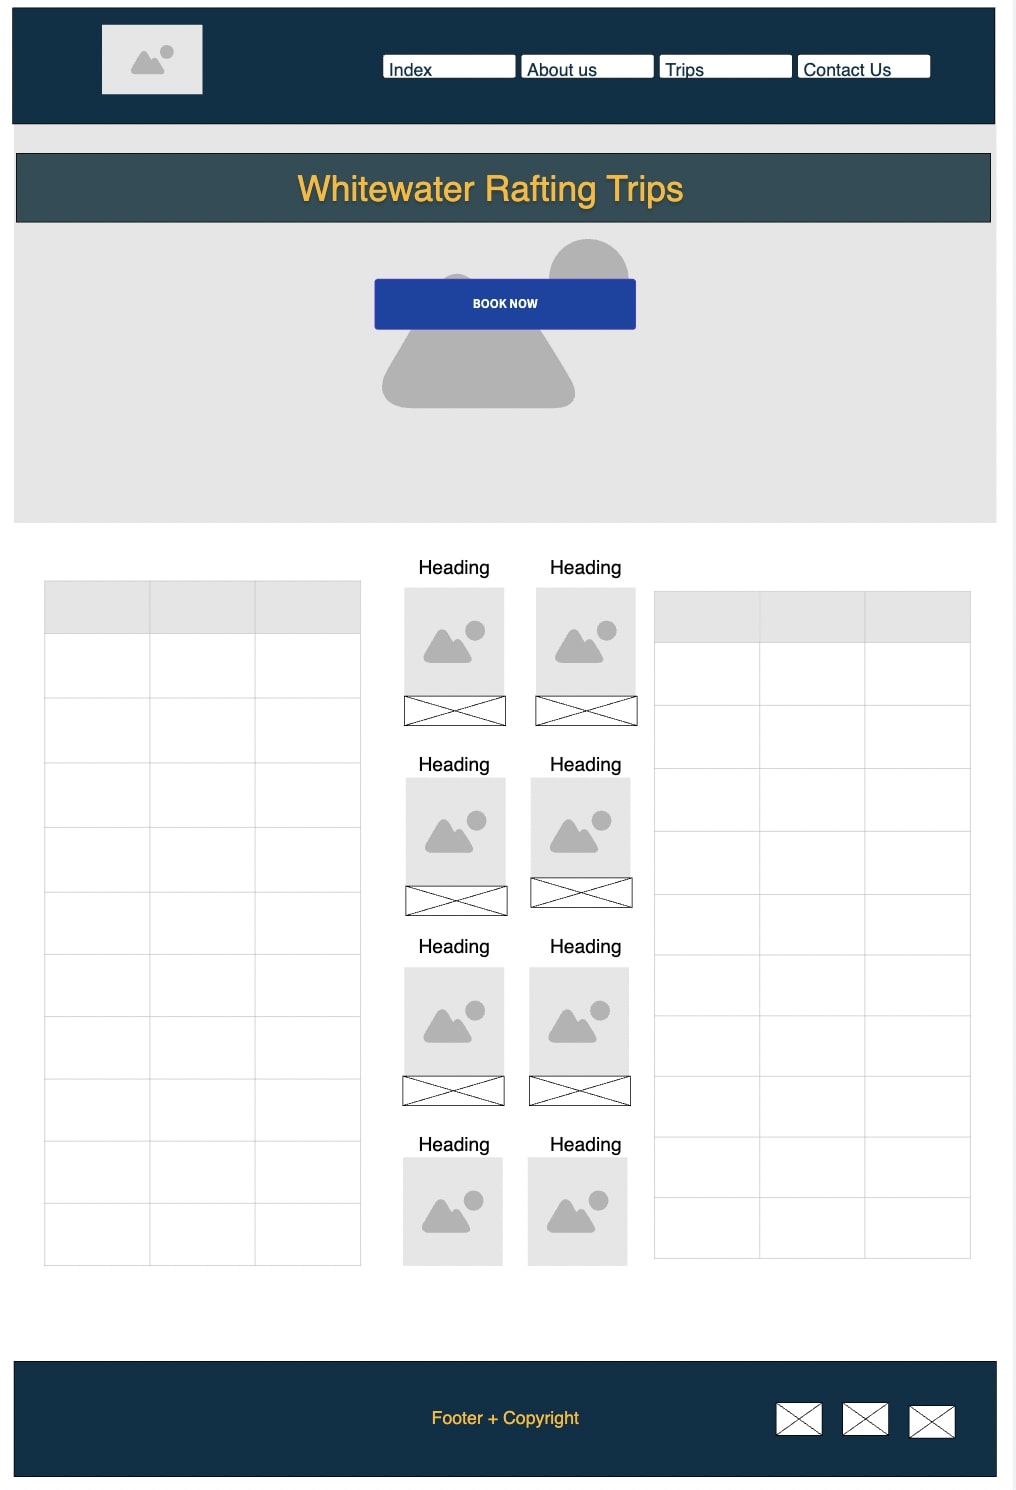 Index
About us
Trips
Contact Us
Whitewater Rafting Trips
BOOK NOW
Heading
Heading
Heading
Heading
Heading
Heading
Heading
Heading
Footer + Copyright